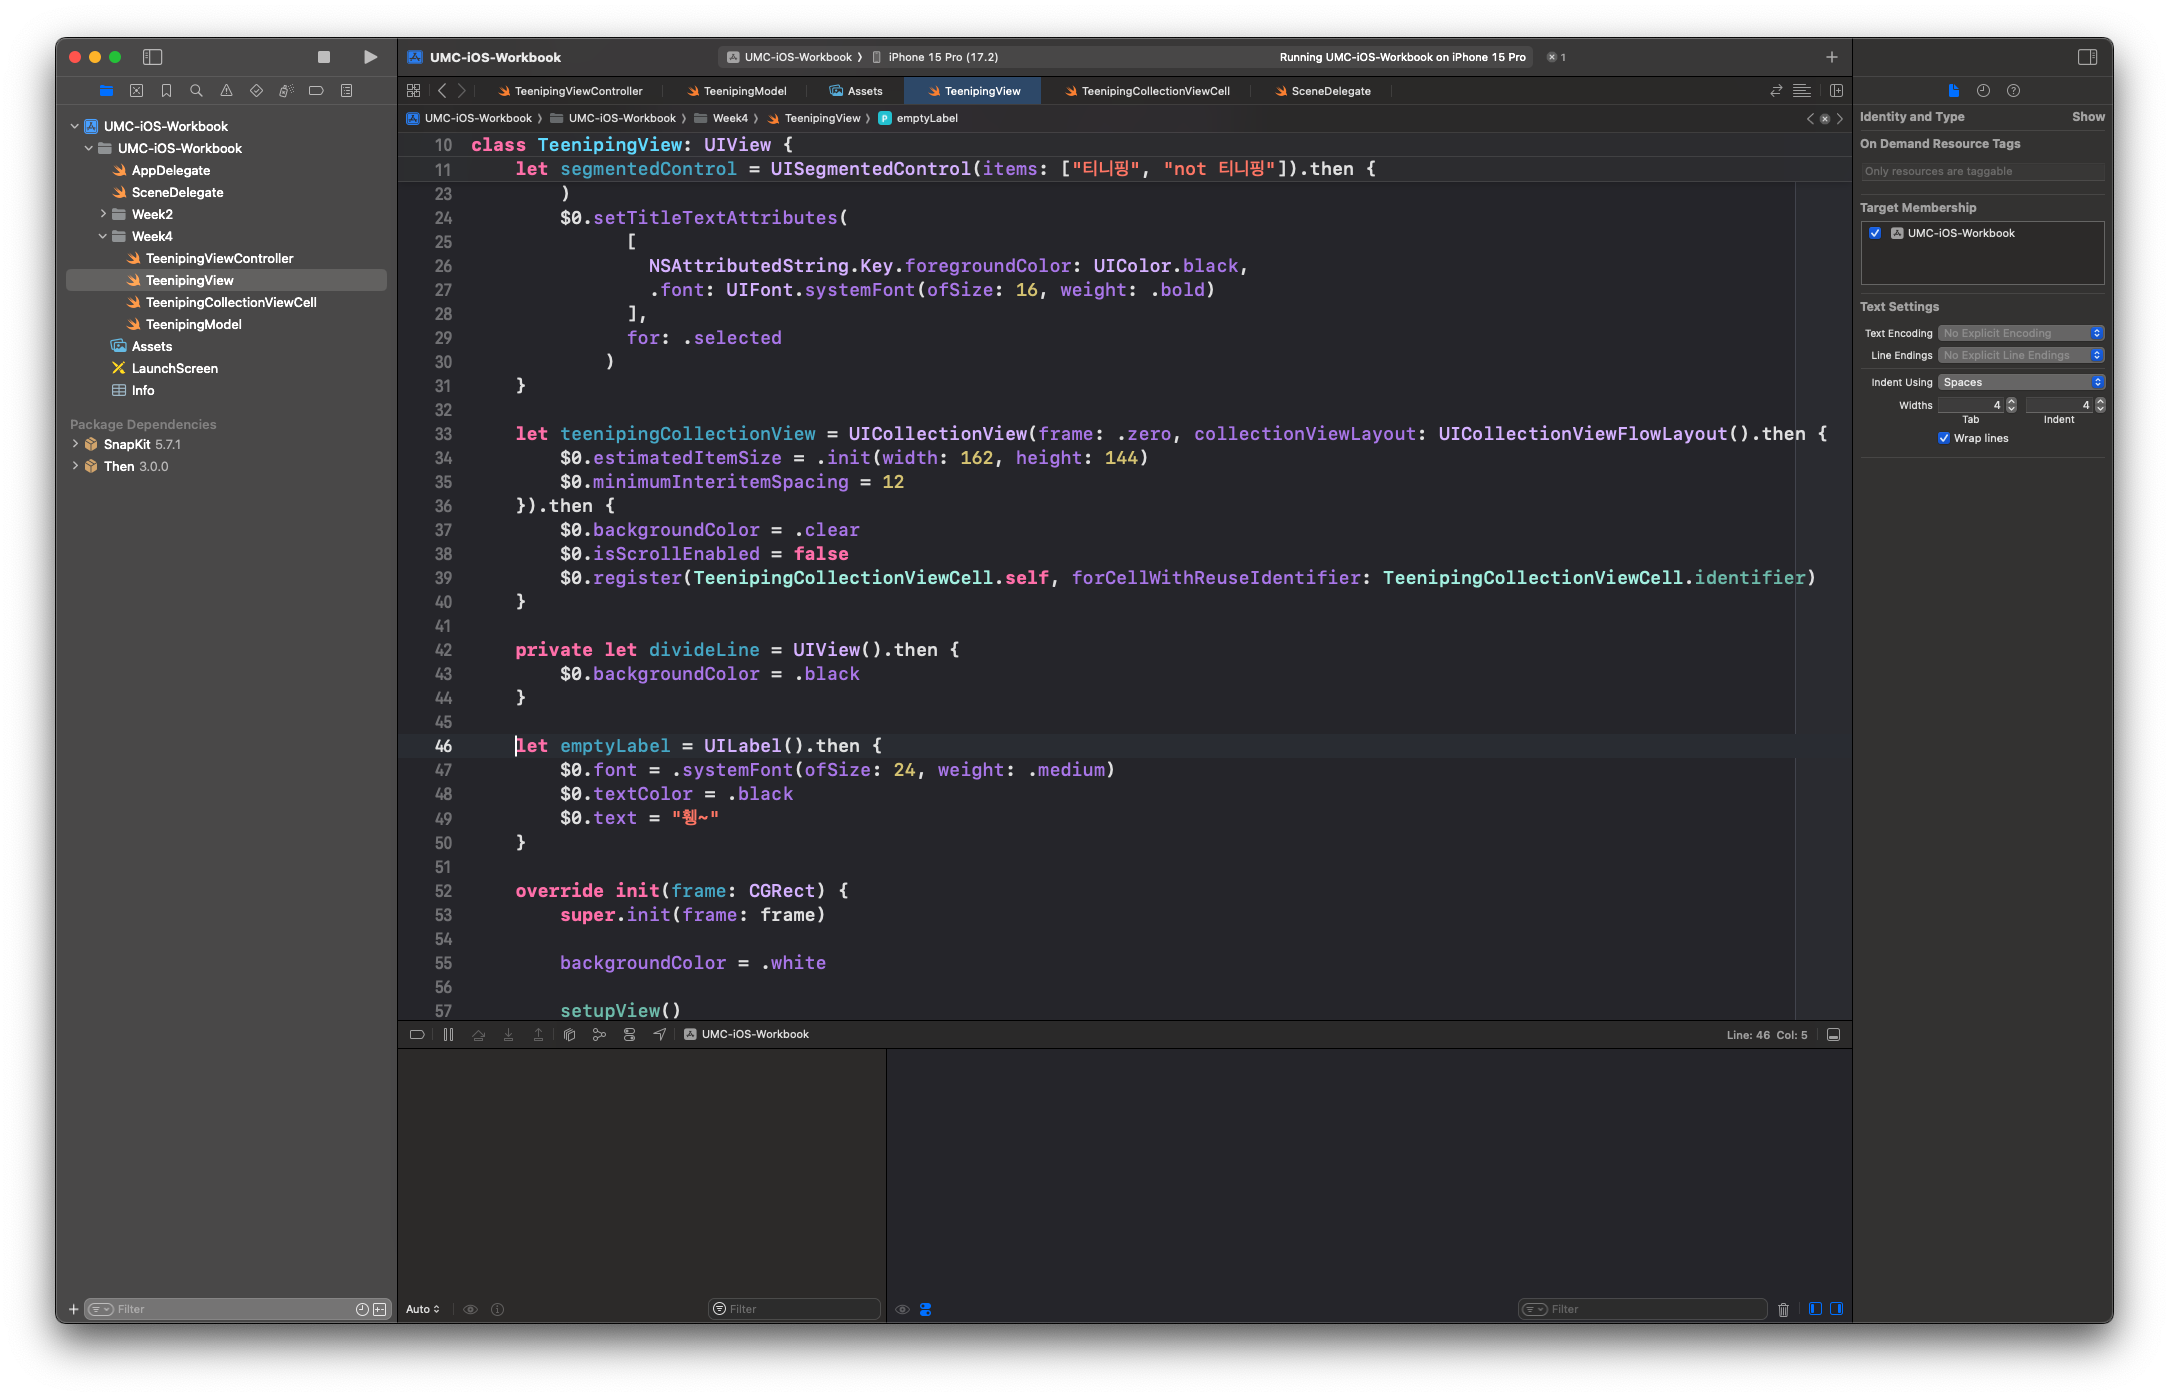 UMC-iOS-Workbook
UMC-iOS-Workbook 〉 iPhone 15 Pro (17.2)
Running UMC-iOS-Workbook on iPhone 15 Pro
1
UMC-iOS-Workbook
UMC-iOS-Workbook
AppDelegate
SceneDelegate
Week2
Week4
TeenipingViewController
TeenipingView
TeenipingCollectionViewCell
TeenipingModel
Assets
LaunchScreen
Info
Package Dependencies
SnapKit 5.7.1
Then 3.0.0
Filter
TeenipingViewController TeenipingModel Assets TeenipingView TeenipingCollectionViewCell SceneDelegate
UMC-iOS-Workbook 〉 UMC-iOS-Workbook 〉 Week4 〉 TeenipingView 〉 P emptyLabel
10 class TeenipingView: UIView {
11     let segmentedControl = UISegmentedControl(items: ["티니핑", "not 티니핑"]).then {
23         )
24         $0.setTitleTextAttributes(
25               [
26                 NSAttributedString.Key.foregroundColor: UIColor.black,
27                 .font: UIFont.systemFont(ofSize: 16, weight: .bold)
28               ],
29               for: .selected
30             )
31     }
32
33     let teenipingCollectionView = UICollectionView(frame: .zero, collectionViewLayout: UICollectionViewFlowLayout().then {
34         $0.estimatedItemSize = .init(width: 162, height: 144)
35         $0.minimumInteritemSpacing = 12
36     }).then {
37         $0.backgroundColor = .clear
38         $0.isScrollEnabled = false
39         $0.register(TeenipingCollectionViewCell.self, forCellWithReuseIdentifier: TeenipingCollectionViewCell.identifier)
40     }
41
42     private let divideLine = UIView().then {
43         $0.backgroundColor = .black
44     }
45
46     let emptyLabel = UILabel().then {
47         $0.font = .systemFont(ofSize: 24, weight: .medium)
48         $0.textColor = .black
49         $0.text = "휑~"
50     }
51
52     override init(frame: CGRect) {
53         super.init(frame: frame)
54
55         backgroundColor = .white
56
57         setupView()
UMC-iOS-Workbook
Line: 46 Col: 5
Auto
Filter
Filter
Identity and Type
Show
On Demand Resource Tags
Only resources are taggable
Target Membership
UMC-iOS-Workbook
Text Settings
Text Encoding No Explicit Encoding
Line Endings No Explicit Line Endings
Indent Using Spaces
Widths 4 4
Tab Indent
Wrap lines